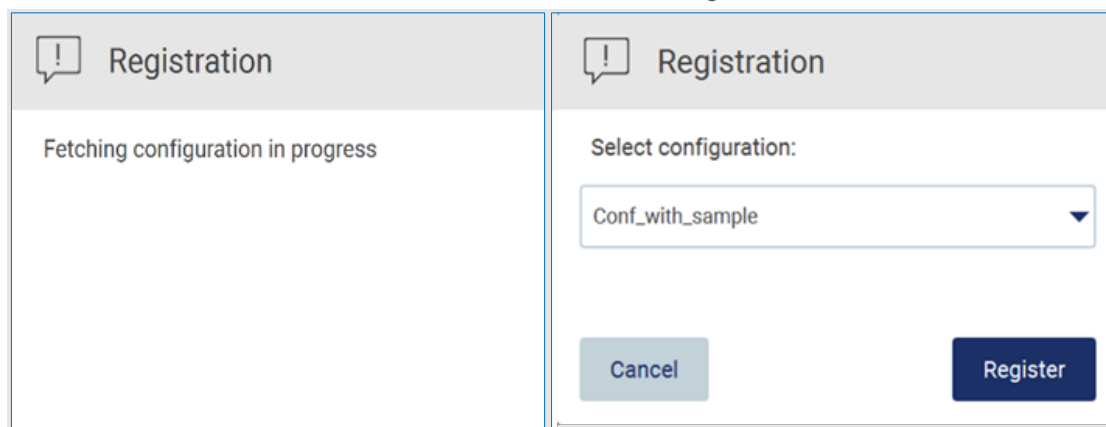 Registration
Fetching configuration in progress
Registration
Select configuration:
Conf_with_sample
Cancel
Register